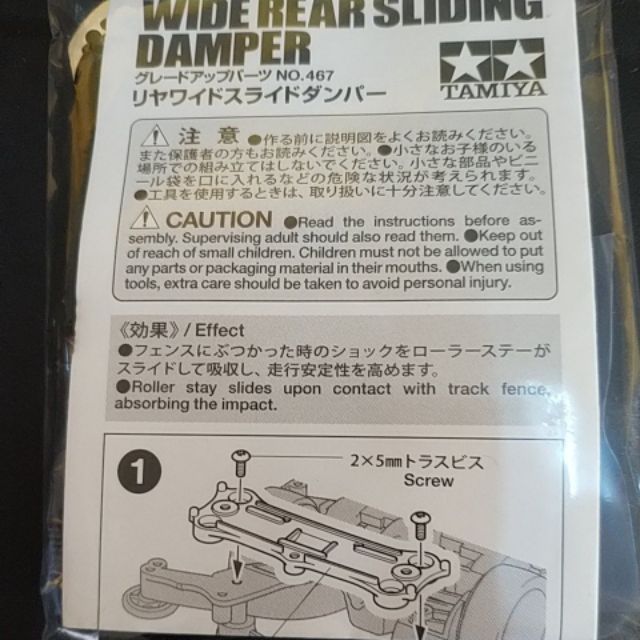 WIDE REAR SLIDING
DAMPER
グレードアップパーツ NO.467
リヤワイドスライドダンパー
TAMIYA
注意 ●作る前に説明図をよくお読みください。
また保護者の方もお読みください。●小さなお子様のいる
場所での組み立てはしないでください。小さな部品やビニ
ール袋を口に入れるなどの危険な状況が考えられます。
●工具を使用するときは、取り扱いに十分注意してください。
CAUTION ●Read the instructions before as-
sembly. Supervising adult should also read them. ●Keep out
of reach of small children. Children must not be allowed to put
any parts or packaging material in their mouths. ●When using
tools, extra care should be taken to avoid personal injury.
《効果》/ Effect
●フェンスにぶつかった時のショックをローラーステーが
スライドして吸収し、走行安定性を高めます。
●Roller stay slides upon contact with track fence,
absorbing the impact.
1
2×5㎜トラスビス
Screw